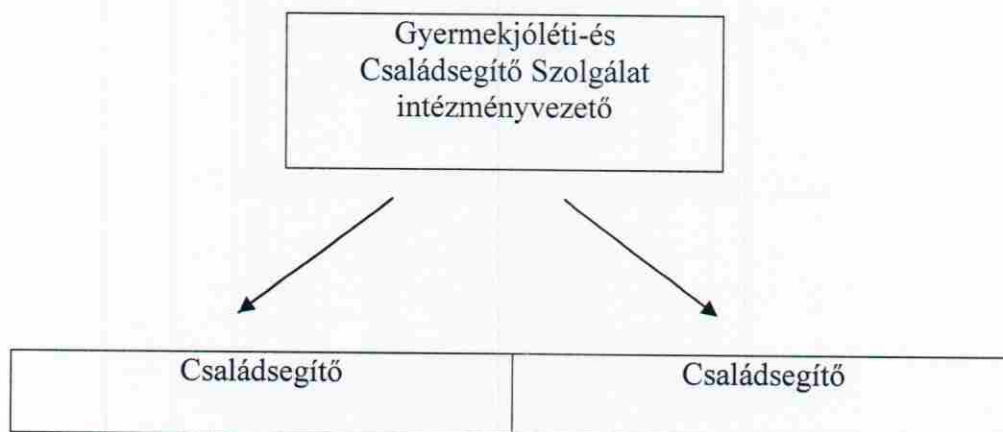 Gyermekjóléti-és
Családsegítő Szolgálat
intézményvezető
Családsegítő
Családsegítő